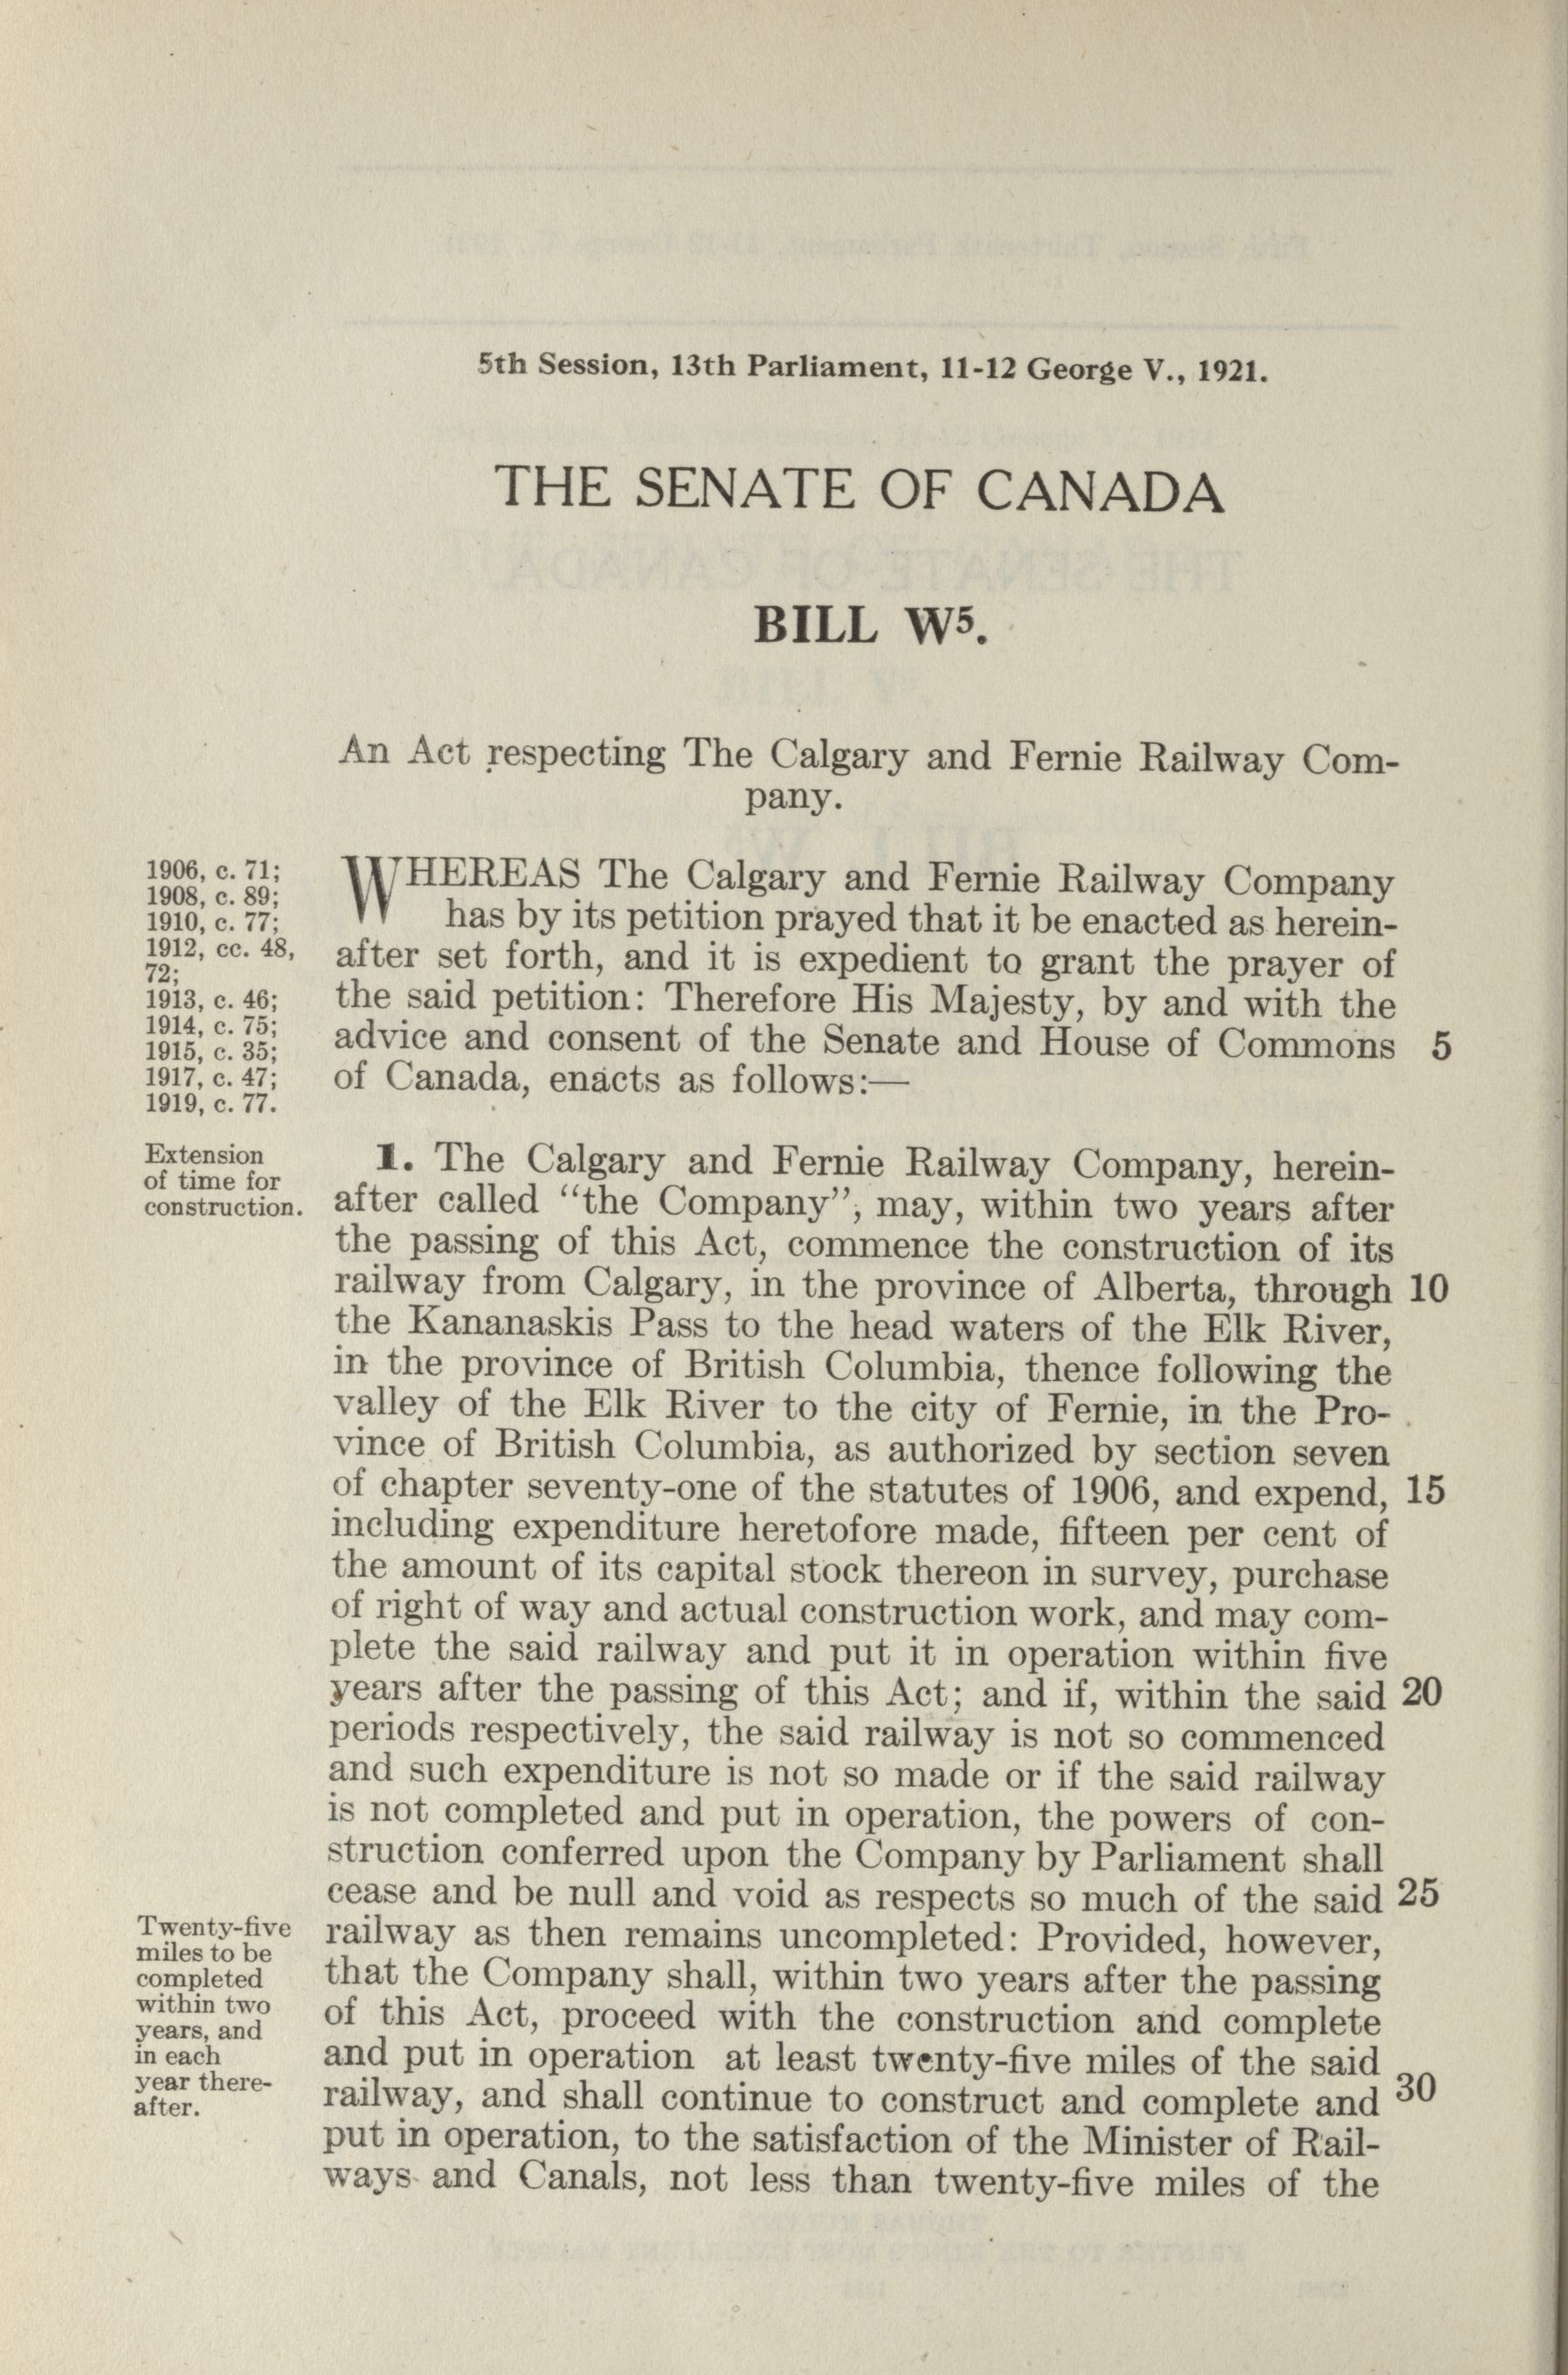 5th Session, 13th Parliament, 11-12 George V., 1921.
THE SENATE OF CANADA
BILL W⁵.
An Act respecting The Calgary and Fernie Railway Com-
pany.
1906, c. 71;
1908, c. 89;
1910, c. 77;
1912, cc. 48,
72;
1913, c. 46;
1914, c. 75;
1915, c. 35;
1917, c. 47;
1919, c. 77.
WHEREAS The Calgary and Fernie Railway Company
has by its petition prayed that it be enacted as herein-
after set forth, and it is expedient to grant the prayer of
the said petition: Therefore His Majesty, by and with the
advice and consent of the Senate and House of Commons 5
of Canada, enacts as follows:—
Extension
of time for
construction.
1. The Calgary and Fernie Railway Company, herein-
after called “the Company”, may, within two years after
the passing of this Act, commence the construction of its
railway from Calgary, in the province of Alberta, through 10
the Kananaskis Pass to the head waters of the Elk River,
in the province of British Columbia, thence following the
valley of the Elk River to the city of Fernie, in the Pro-
vince of British Columbia, as authorized by section seven
of chapter seventy-one of the statutes of 1906, and expend, 15
including expenditure heretofore made, fifteen per cent of
the amount of its capital stock thereon in survey, purchase
of right of way and actual construction work, and may com-
plete the said railway and put it in operation within five
years after the passing of this Act; and if, within the said 20
periods respectively, the said railway is not so commenced
and such expenditure is not so made or if the said railway
is not completed and put in operation, the powers of con-
struction conferred upon the Company by Parliament shall
cease and be null and void as respects so much of the said 25
Twenty-five
miles to be
completed
within two
years, and
in each
year there-
after.
railway as then remains uncompleted: Provided, however,
that the Company shall, within two years after the passing
of this Act, proceed with the construction and complete
and put in operation at least twenty-five miles of the said
railway, and shall continue to construct and complete and 30
put in operation, to the satisfaction of the Minister of Rail-
ways and Canals, not less than twenty-five miles of the